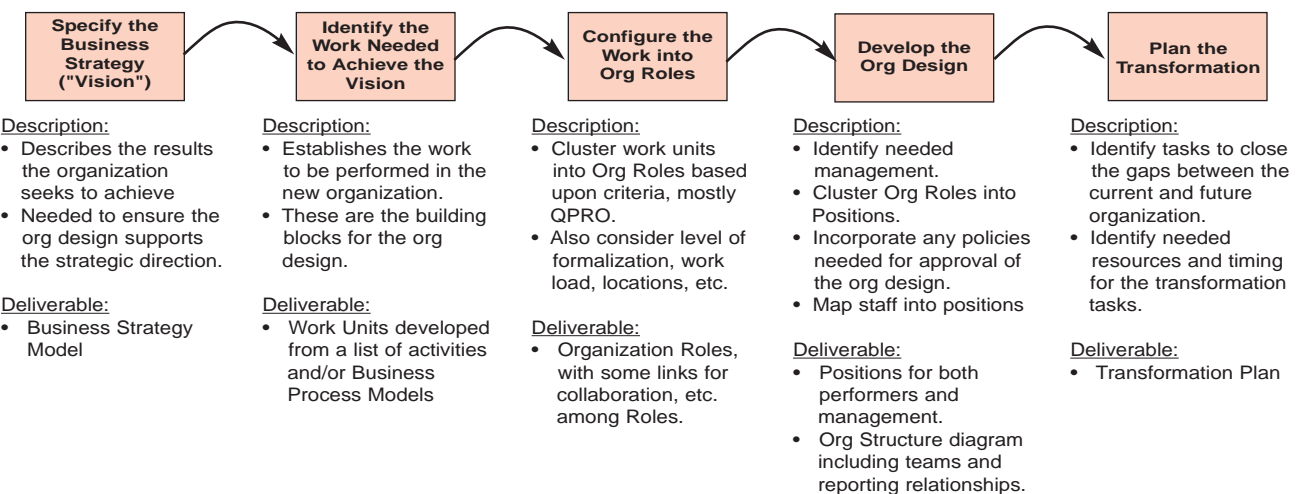 Specify the
Business
Strategy
("Vision")
Identify the
Work Needed
to Achieve the
Vision
Configure the
Work into
Org Roles
Develop the
Org Design
Plan the
Transformation
Description:
• Describes the results
the organization
seeks to achieve
• Needed to ensure the
org design supports
the strategic direction.
Deliverable:
• Business Strategy
Model
Description:
• Establishes the work
to be performed in the
new organization.
• These are the building
blocks for the org
design.
Deliverable:
• Work Units developed
from a list of activities
and/or Business
Process Models
Description:
• Cluster work units
into Org Roles based
upon criteria, mostly
QPRO.
• Also consider level of
formalization, work
load, locations, etc.
Deliverable:
• Organization Roles,
with some links for
collaboration, etc.
among Roles.
Description:
• Identify needed
management.
• Cluster Org Roles into
Positions.
• Incorporate any policies
needed for approval of
the org design.
• Map staff into positions
Deliverable:
• Positions for both
performers and
management.
• Org Structure diagram
including teams and
reporting relationships.
Description:
• Identify tasks to close
the gaps between the
current and future
organization.
• Identify needed
resources and timing
for the transformation
tasks.
Deliverable:
• Transformation Plan